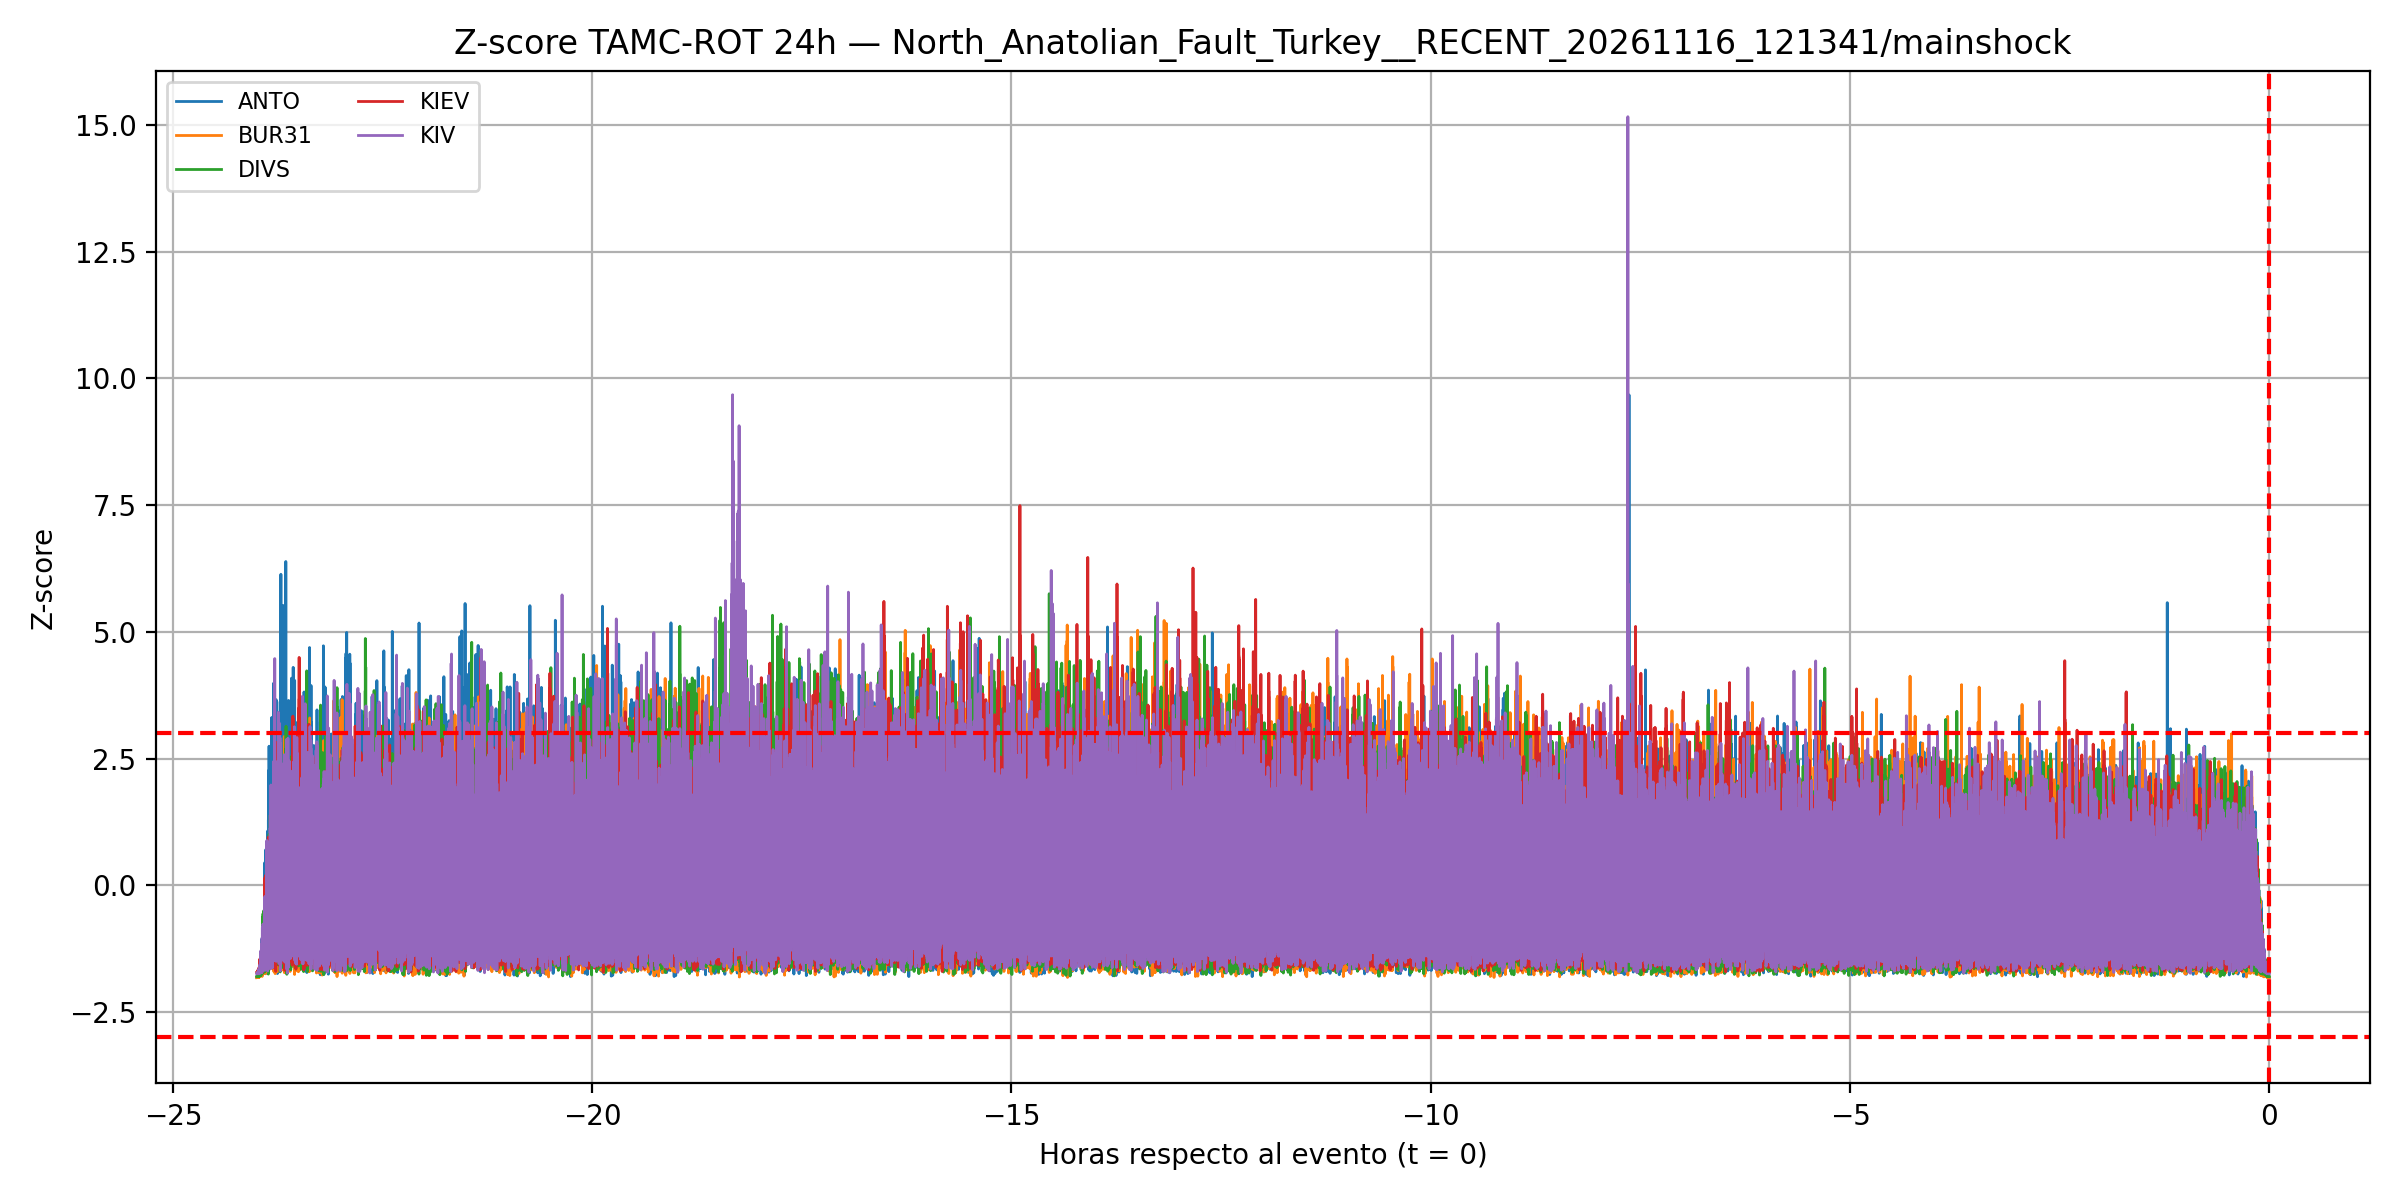 Z-score TAMC-ROT 24h — North_Anatolian_Fault_Turkey__RECENT_20261116_121341/mainshock
ANTO
BUR31
DIVS
KIEV
KIV
Z-score
15.0
12.5
10.0
7.5
5.0
2.5
0.0
−2.5
−25
−20
−15
−10
−5
0
Horas respecto al evento (t = 0)